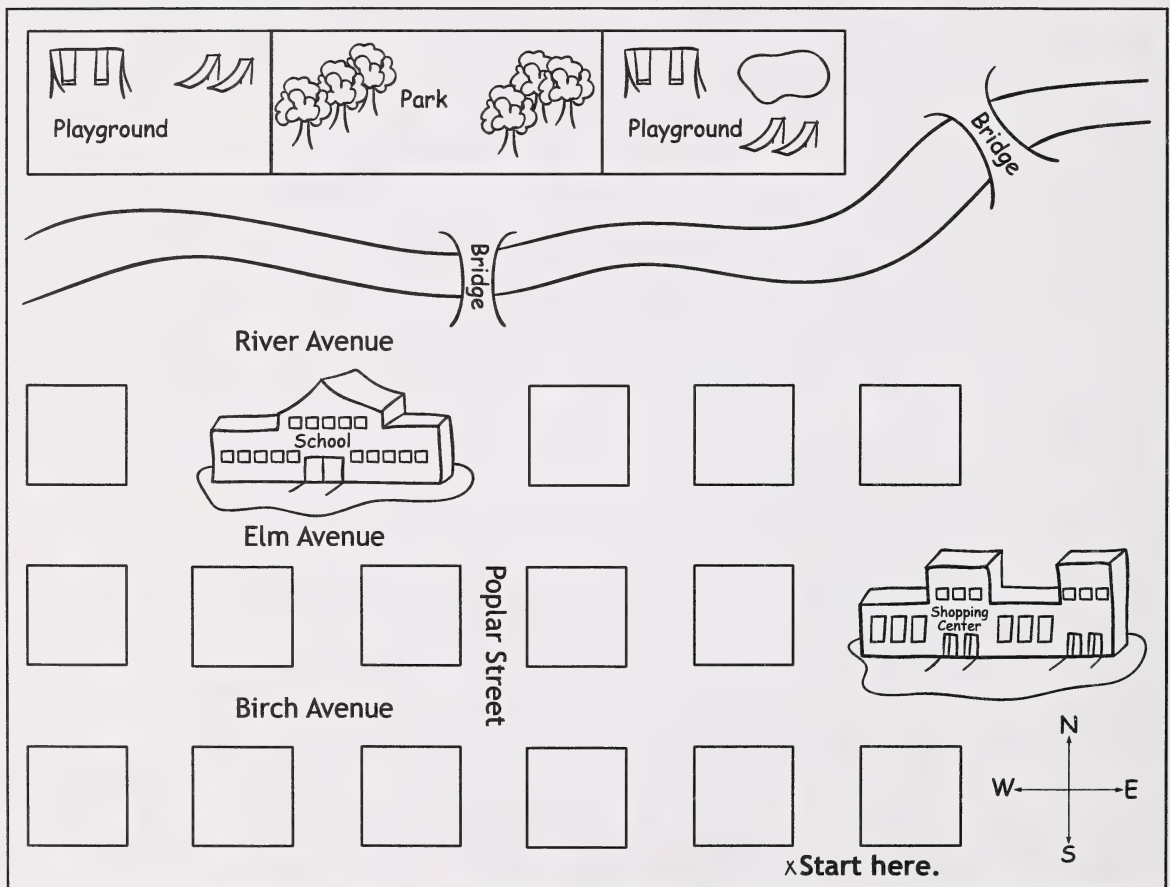 Playground
Park
Playground
Bridge
Bridge
River Avenue
School
Elm Avenue
Poplar Street
Shopping
Center
Birch Avenue
N
W E
S
x Start here.